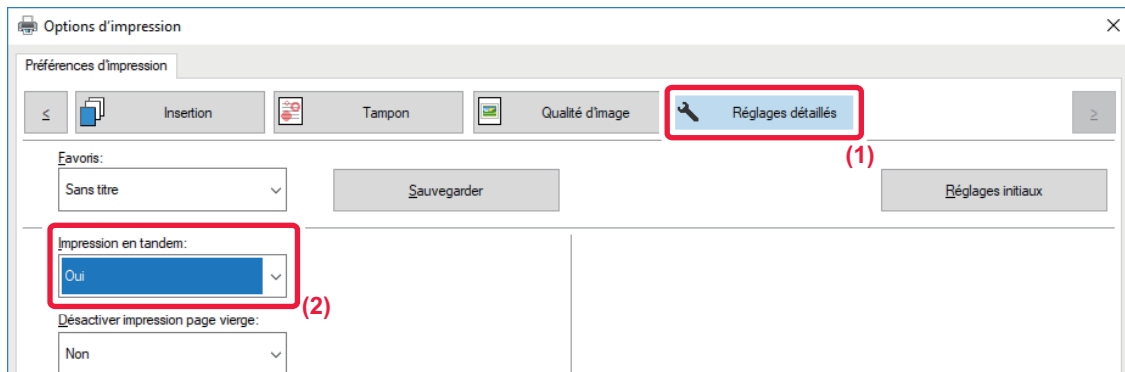 Options d'impression
Préférences d'impression
≤ Insertion Tampon Qualité d'image Réglages détaillés ≥
(1)
Favoris:
Sans titre Sauvegarder Réglages initiaux
Impression en tandem:
Oui
(2)
Désactiver impression page vierge:
Non